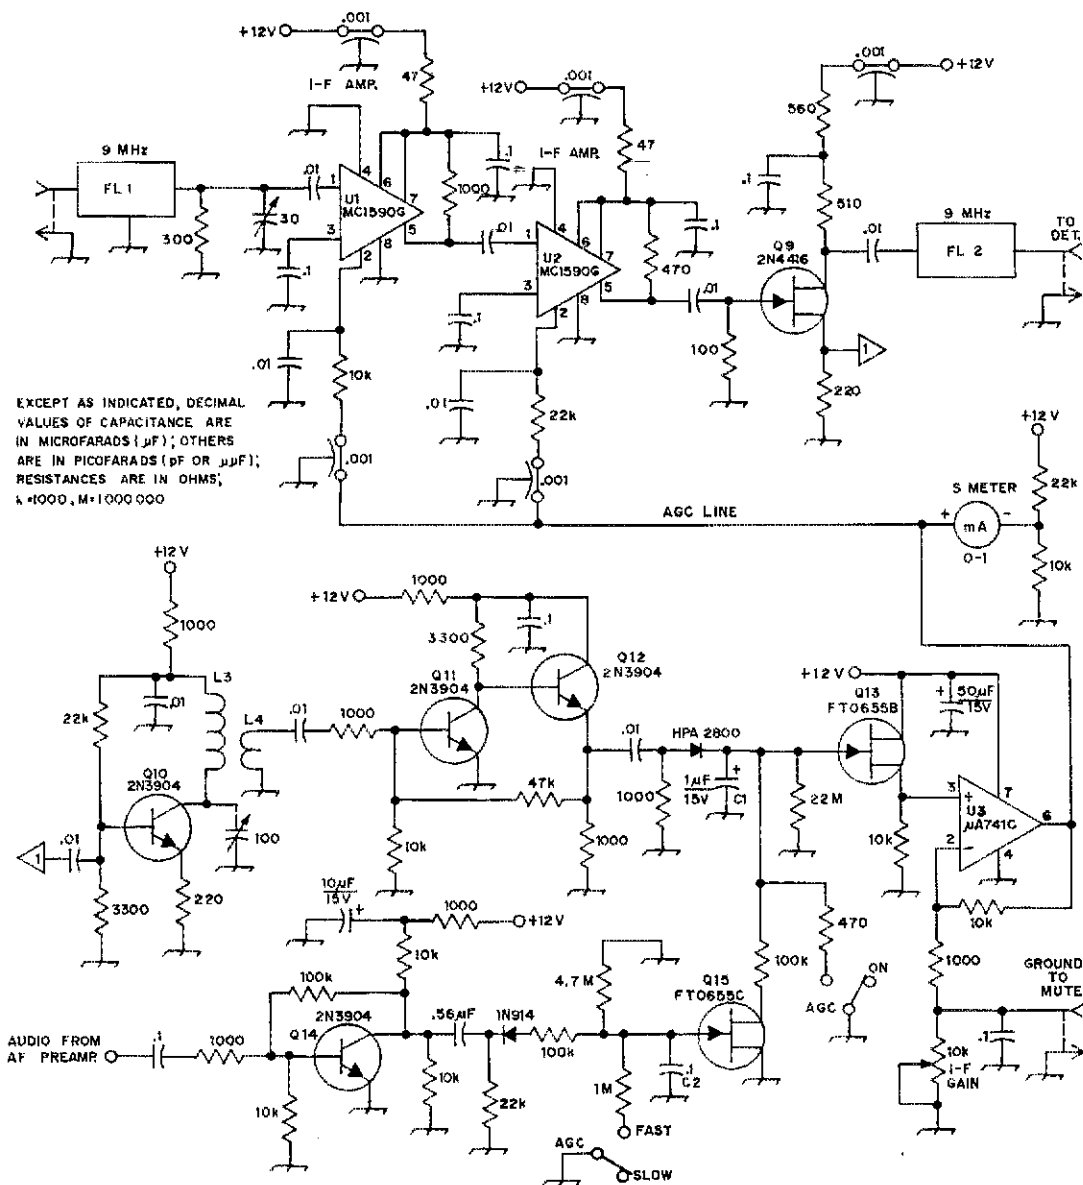 .001
+12V
47
I-F AMP.
.001
+12V
.001
+12V
560
47
I-F AMP.
.1
.1
9 MHz
FL 1
.01
1
4
6
7
5
3
2
8
U1
MC1590G
1000
30
300
.1
.01
1
4
6
7
5
3
2
8
U2
MC1590G
.1
470
.01
510
Q9
2N4416
.01
9 MHz
FL 2
TO
DET.
.1
.01
10k
100
1
220
.01
22k
.001
.001
EXCEPT AS INDICATED, DECIMAL
VALUES OF CAPACITANCE ARE
IN MICROFARADS (µF); OTHERS
ARE IN PICOFARADS (pF OR µµF);
RESISTANCES ARE IN OHMS;
k=1000, M=1000000
AGC LINE
+12V
22k
S METER
+
mA
-
0-1
10k
+12V
1000
L3
.01
22k
L4
.01
1000
Q10
2N3904
100
1
.01
3300
220
1000
+12V
.1
3300
Q11
2N3904
Q12
2N3904
47k
10k
1000
.01
1000
HPA 2800
1µF
15V
+
C1
22M
+12V
Q13
FT0655B
+
50µF
15V
3
+
U3
µA741C
7
6
2
-
4
10k
10k
1000
GROUND
TO
MUTE
.1
10k
I-F
GAIN
470
100k
ON
AGC
10µF
15V
+
1000
+12V
10k
100k
2N3904
Q14
AUDIO FROM
AF PREAMP.
.1
1000
10k
10k
.56µF
1N914
22k
100k
4.7M
Q15
FT0655C
.1
C2
1M
FAST
AGC
SLOW